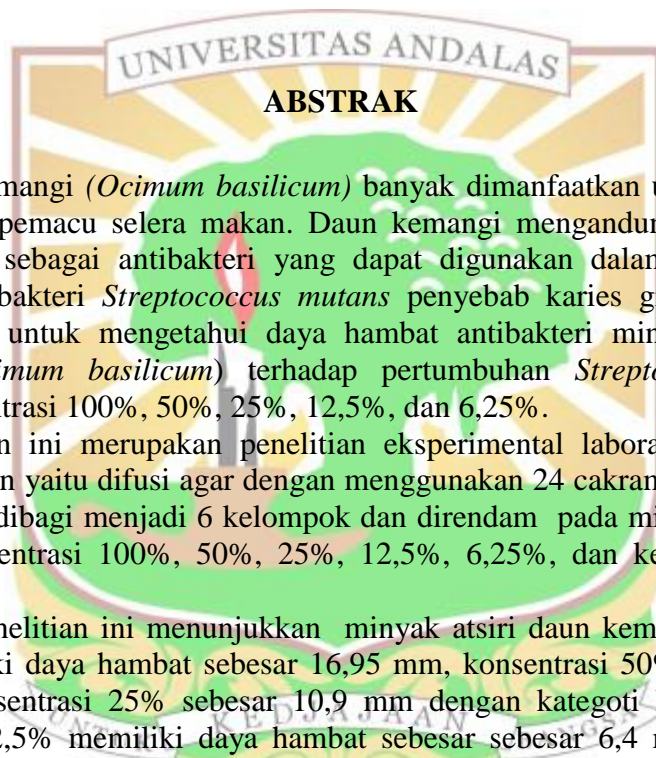 UNIVERSITAS ANDALAS
ABSTRAK
mangi (Ocimum basilicum) banyak dimanfaatkan u
pemacu selera makan. Daun kemangi mengandun
sebagai antibakteri yang dapat digunakan dalam
bakteri Streptococcus mutans penyebab karies g
untuk mengetahui daya hambat antibakteri min
imum basilicum) terhadap pertumbuhan Strepto
ntrasi 100%, 50%, 25%, 12,5%, dan 6,25%.
n ini merupakan penelitian eksperimental labora
n yaitu difusi agar dengan menggunakan 24 cakram
dibagi menjadi 6 kelompok dan direndam pada mi
entrasi 100%, 50%, 25%, 12,5%, 6,25%, dan ke
nelitian ini menunjukkan minyak atsiri daun kem
ki daya hambat sebesar 16,95 mm, konsentrasi 50%
sentrasi 25% sebesar 10,9 mm dengan kategoti
UNTUK KEDJAJAAN
2,5% memiliki daya hambat sebesar sebesar 6,4 m